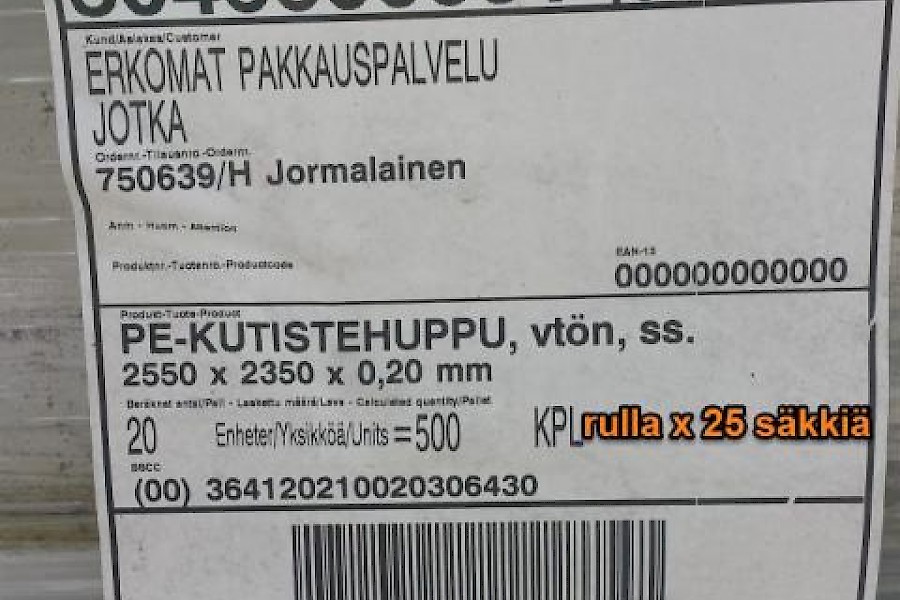 Kund/Asiakas/Customer
ERKOMAT PAKKAUSPALVELU
JOTKA
Ordernr.-Tilausnro.-Ordernr.
750639/H Jormalainen
Anm - Huom - Attention
Produktnr.-Tuotenro.-Productcode
EAN-13
000000000000
Produkt-Tuote-Product
PE-KUTISTEHUPPU, vtön, ss.
2550 x 2350 x 0,20 mm
Beräknat antal/Pall - Laskettu määrä/Lava - Calculated quantity/Pallet
20 Enheter/Yksikköä/Units = 500 KPL rulla x 25 säkkiä
SSCC
(00) 364120210020306430